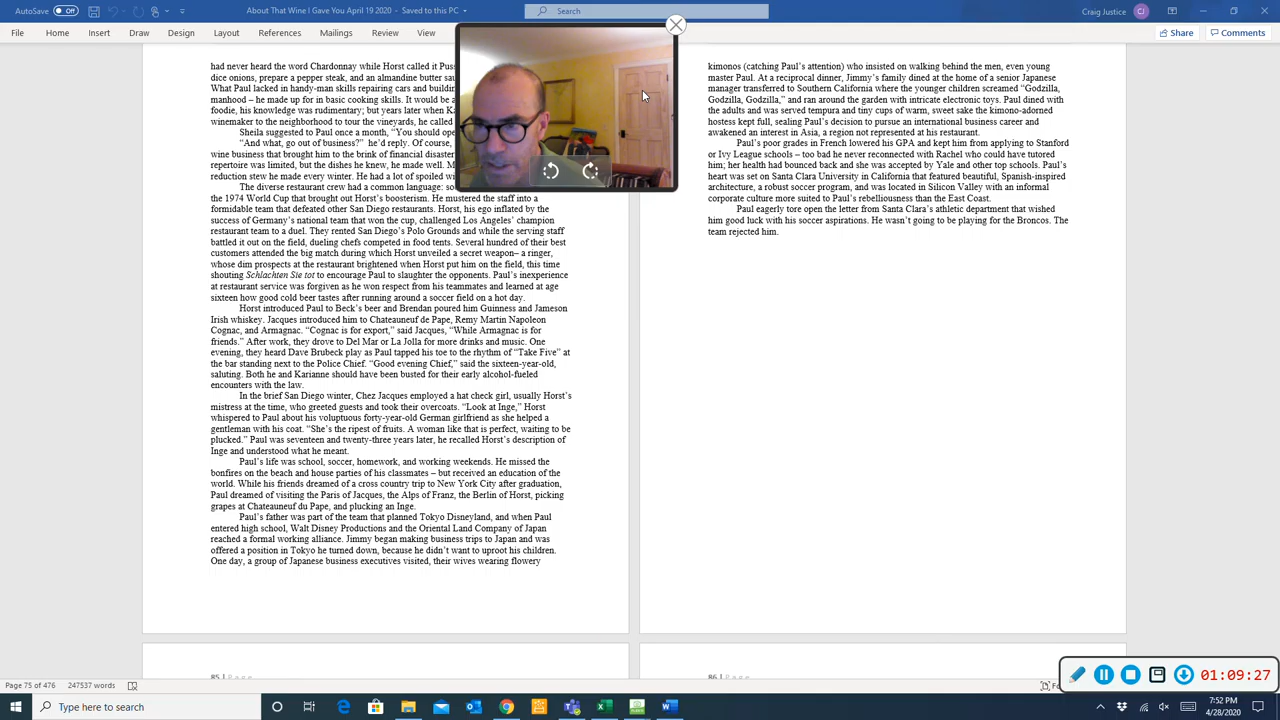 AutoSave Off
Got Wine and You April 19 2020
Search
Craig Justice
CJ
File Home Insert Draw Design Layout References Mailings Review View
Share Comments
had never heard the word Chardonnay while Horst called it Puss
dice onions, prepare a pepper steak, and an almandine butter sau
What Paul lacked in handy-man skills repairing cars and buildin
manhood – he made up for in basic cooking skills. It would be a
foodie, his knowledge was rudimentary; but years later when Ka
winemaker to the neighborhood to tour the vineyards, he called
Sheila suggested to Paul once a month, “You should ope
“And what, go out of business?” he’d reply. Of course,
wine business that brought him to the brink of financial disaster
repertoire was limited, but the dishes he knew, he made well. M
reduction stew he made every winter. He had a lot of spoiled wi
The diverse restaurant crew had a common language: so
the 1974 World Cup that brought out Horst’s boosterism. He mustered the staff into a
formidable team that defeated other San Diego restaurants. Horst, his ego inflated by the
success of Germany’s national team that won the cup, challenged Los Angeles’ champion
restaurant team to a duel. They rented San Diego’s Polo Grounds and while the serving staff
battled it out on the field, dueling chefs competed in food tents. Several hundred of their best
customers attended the big match during which Horst unveiled a secret weapon– a ringer,
whose dim prospects at the restaurant brightened when Horst put him on the field, this time
shouting Schlachten Sie tot to encourage Paul to slaughter the opponents. Paul’s inexperience
at restaurant service was forgiven as he won respect from his teammates and learned at age
sixteen how good cold beer tastes after running around a soccer field on a hot day.
Horst introduced Paul to Beck’s beer and Brendan poured him Guinness and Jameson
Irish whiskey. Jacques introduced him to Chateauneuf de Pape, Remy Martin Napoleon
Cognac, and Armagnac. “Cognac is for export,” said Jacques, “While Armagnac is for
friends.” After work, they drove to Del Mar or La Jolla for more drinks and music. One
evening, they heard Dave Brubeck play as Paul tapped his toe to the rhythm of “Take Five” at
the bar standing next to the Police Chief. “Good evening Chief,” said the sixteen-year-old,
saluting. Both he and Karianne should have been busted for their early alcohol-fueled
encounters with the law.
In the brief San Diego winter, Chez Jacques employed a hat check girl, usually Horst’s
mistress at the time, who greeted guests and took their overcoats. “Look at Inge,” Horst
whispered to Paul about his voluptuous forty-year-old German girlfriend as she helped a
gentleman with his coat. “She’s the ripest of fruits. A woman like that is perfect, waiting to be
plucked.” Paul was seventeen and twenty-three years later, he recalled Horst’s description of
Inge and understood what he meant.
Paul’s life was school, soccer, homework, and working weekends. He missed the
bonfires on the beach and house parties of his classmates – but received an education of the
world. While his friends dreamed of a cross country trip to New York City after graduation,
Paul dreamed of visiting the Paris of Jacques, the Alps of Franz, the Berlin of Horst, picking
grapes at Chateauneuf du Pape, and plucking an Inge.
Paul’s father was part of the team that planned Tokyo Disneyland, and when Paul
entered high school, Walt Disney Productions and the Oriental Land Company of Japan
reached a formal working alliance. Jimmy began making business trips to Japan and was
offered a position in Tokyo he turned down, because he didn’t want to uproot his children.
One day, a group of Japanese business executives visited, their wives wearing flowery
kimonos (catching Paul’s attention) who insisted on walking behind the men, even young
master Paul. At a reciprocal dinner, Jimmy’s family dined at the home of a senior Japanese
manager transferred to Southern California where the younger children screamed “Godzilla,
Godzilla, Godzilla,” and ran around the garden with intricate electronic toys. Paul dined with
the adults and was served tempura and tiny cups of warm, sweet sake the kimono-adorned
hostess kept full, sealing Paul’s decision to pursue an international business career and
awakened an interest in Asia, a region not represented at his restaurant.
Paul’s poor grades in French lowered his GPA and kept him from applying to Stanford
or Ivy League schools – too bad he never reconnected with Rachel who could have tutored
him; her health had bounced back and she was accepted by Yale and other top schools. Paul’s
heart was set on Santa Clara University in California that featured beautiful, Spanish-inspired
architecture, a robust soccer program, and was located in Silicon Valley with an informal
corporate culture more suited to Paul’s rebelliousness than the East Coast.
Paul eagerly tore open the letter from Santa Clara’s athletic department that wished
him good luck with his soccer aspirations. He wasn’t going to be playing for the Broncos. The
team rejected him.
85 | P a g e
86 | P a g e
Page 75 of 476 247537 words
Fo
01:09:27
Type here to search
7:52 PM
4/28/2020